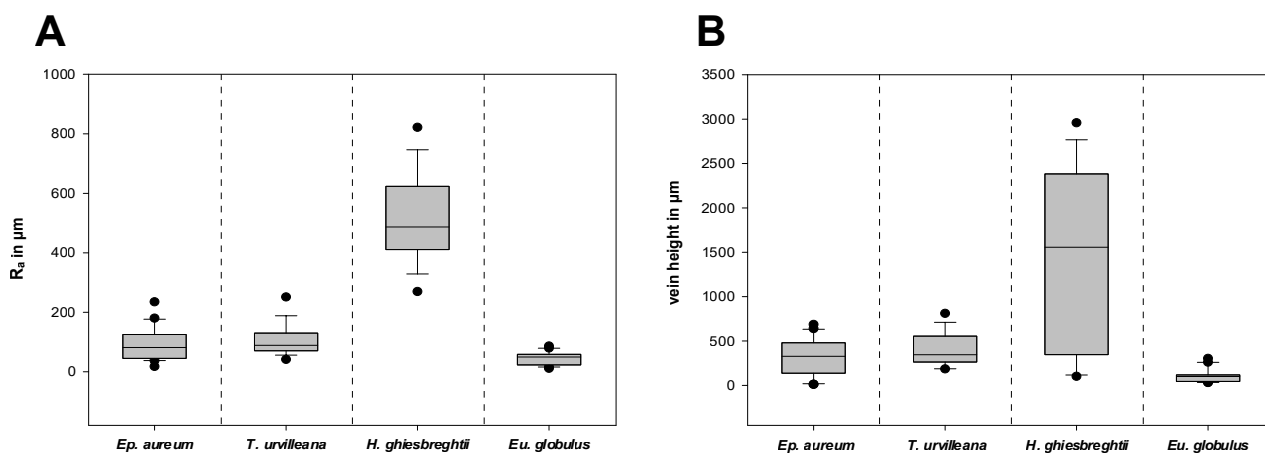 A
1000
800
600
400
200
0
Rₐ in µm
Ep. aureum T. urvilleana H. ghiesbreghtii Eu. globulus
B
3500
3000
2500
2000
1500
1000
500
0
vein height in µm
Ep. aureum T. urvilleana H. ghiesbreghtii Eu. globulus